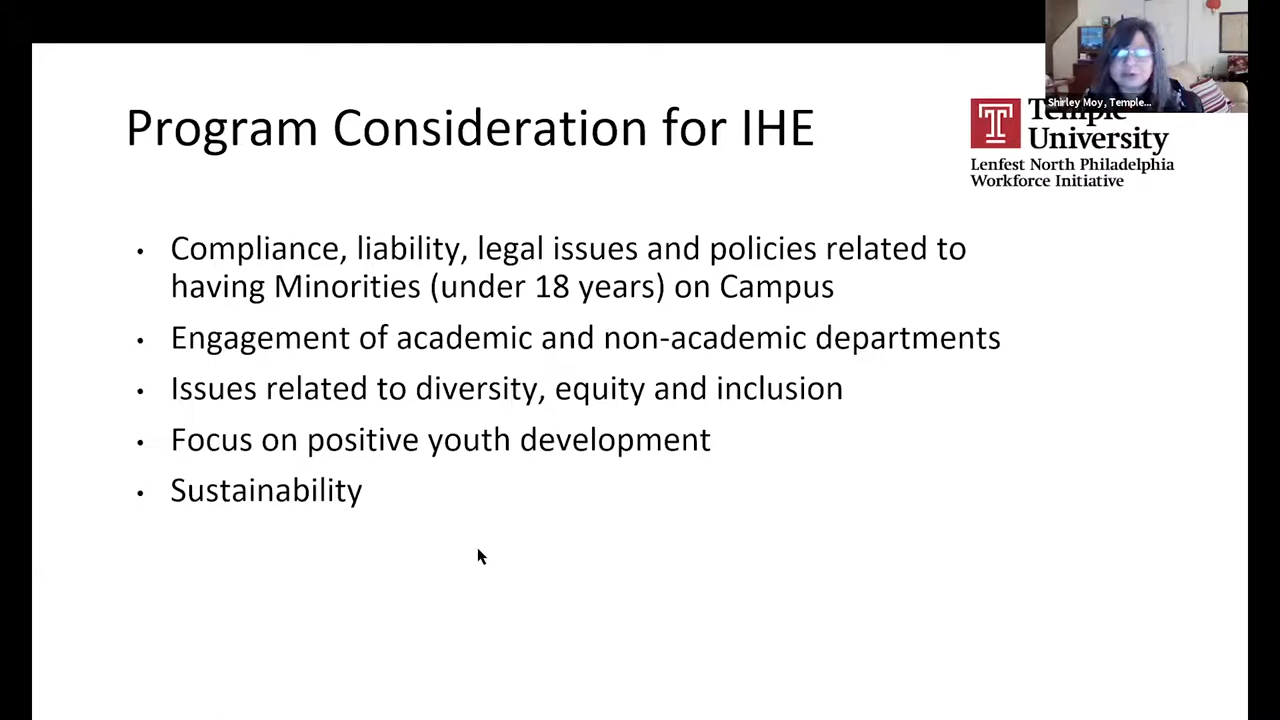 Shirley Moy, Temple...
Program Consideration for IHE
Temple
University
Lenfest North Philadelphia
Workforce Initiative
• Compliance, liability, legal issues and policies related to
having Minorities (under 18 years) on Campus
• Engagement of academic and non-academic departments
• Issues related to diversity, equity and inclusion
• Focus on positive youth development
• Sustainability